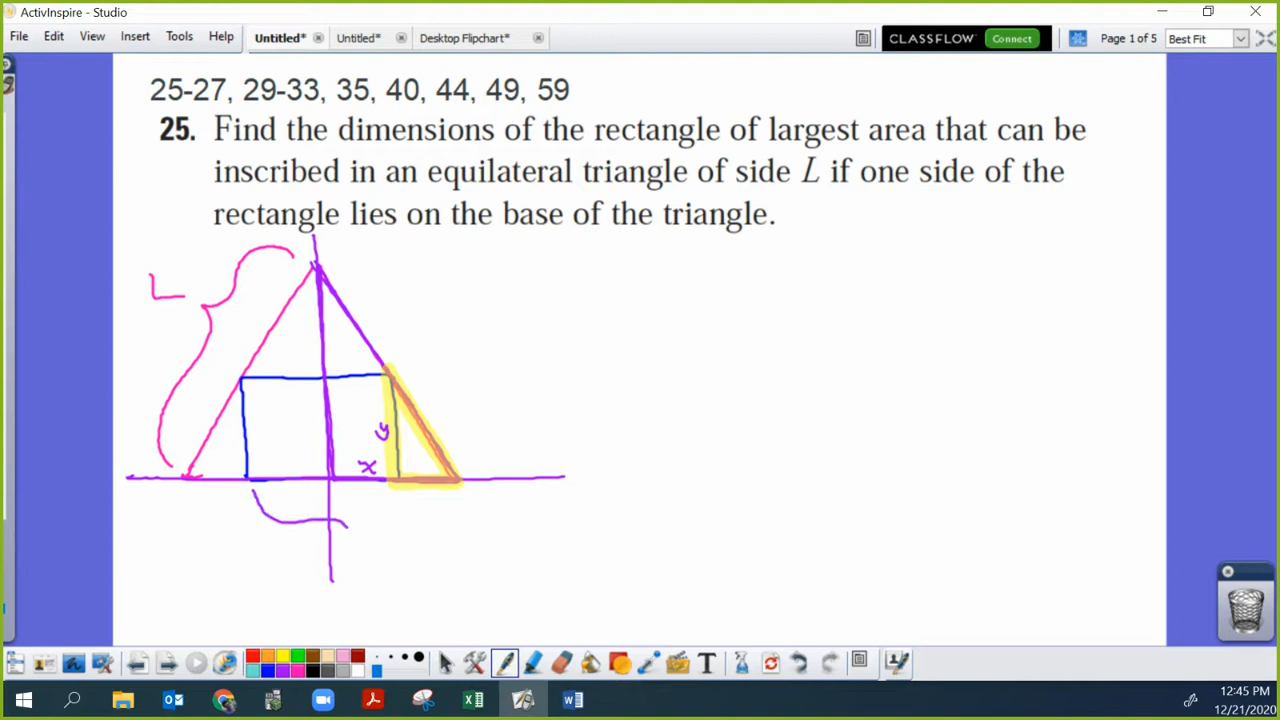 ActivInspire - Studio
File Edit View Insert Tools Help
Untitled* Untitled* Desktop Flipchart*
CLASSFLOW Connect
Page 1 of 5
Best Fit
25-27, 29-33, 35, 40, 44, 49, 59
25. Find the dimensions of the rectangle of largest area that can be
inscribed in an equilateral triangle of side L if one side of the
rectangle lies on the base of the triangle.
L
y
x
12:45 PM
12/21/2020